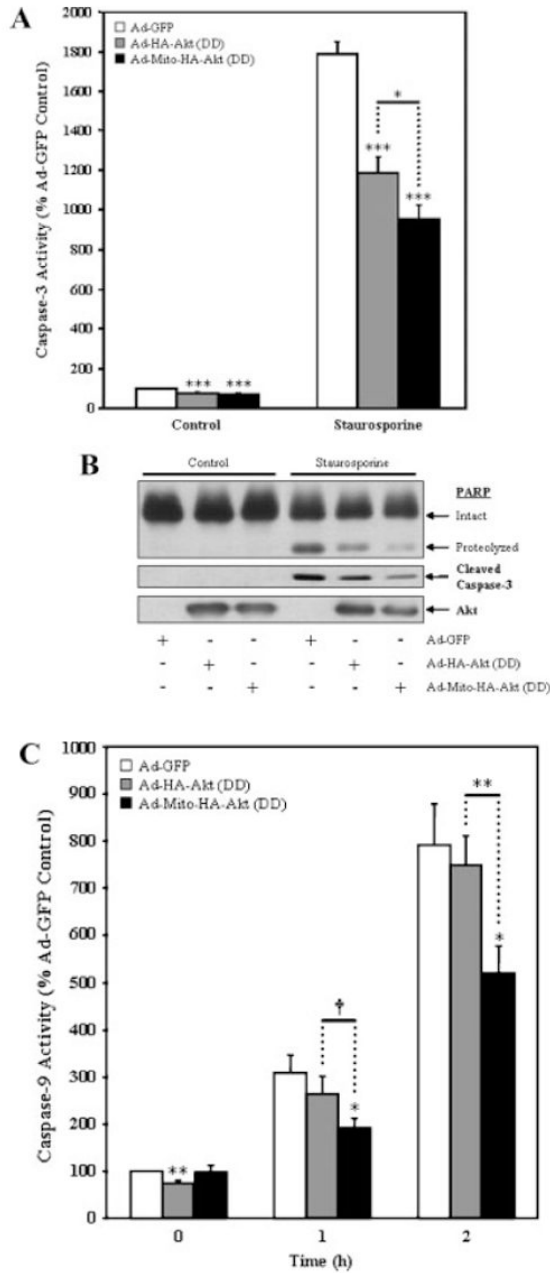 A
Caspase-3 Activity (% Ad-GFP Control)
2000
1800
1600
1400
1200
1000
800
600
400
200
0
Ad-GFP
Ad-HA-Akt (DD)
Ad-Mito-HA-Akt (DD)
*
***
***
*** ***
Control Staurosporine
B
Control Staurosporine
PARP
Intact
Proteolyzed
Cleaved
Caspase-3
Akt
+ - - + - - Ad-GFP
- + - - + - Ad-HA-Akt (DD)
- - + - - + Ad-Mito-HA-Akt (DD)
C
Caspase-9 Activity (% Ad-GFP Control)
1000
900
800
700
600
500
400
300
200
100
0
Ad-GFP
Ad-HA-Akt (DD)
Ad-Mito-HA-Akt (DD)
**
*
†
*
**
0 1 2
Time (h)